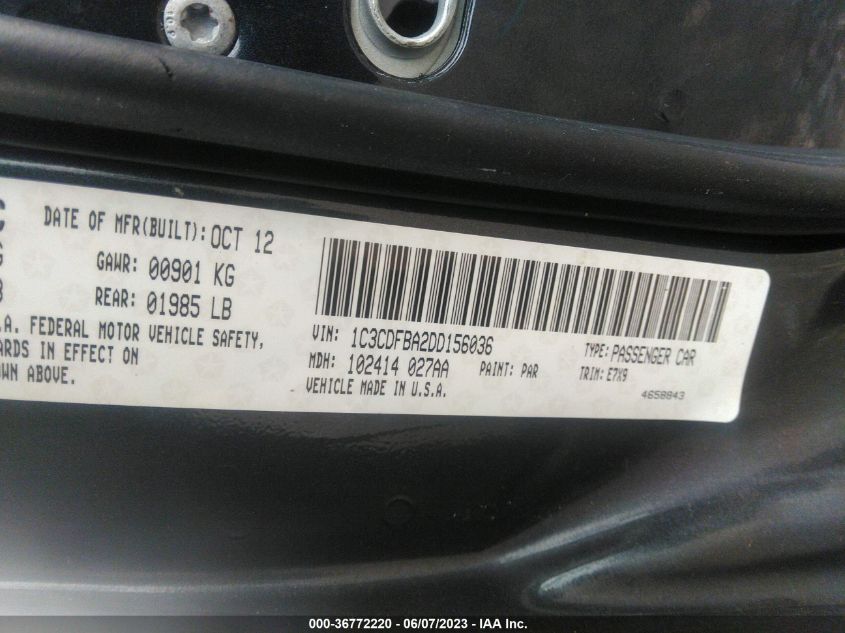 DATE OF MFR(BUILT): OCT 12
GAWR: 00901 KG
REAR: 01985 LB
FEDERAL MOTOR VEHICLE SAFETY,
IN EFFECT ON
ABOVE.
VIN: 1C3CDFBA2DD156036
MDH: 102414 027AA
PAINT: PAR
VEHICLE MADE IN U.S.A.
TYPE: PASSENGER CAR
TRIM: E7X9
4658843
000-36772220 - 06/07/2023 - IAA Inc.